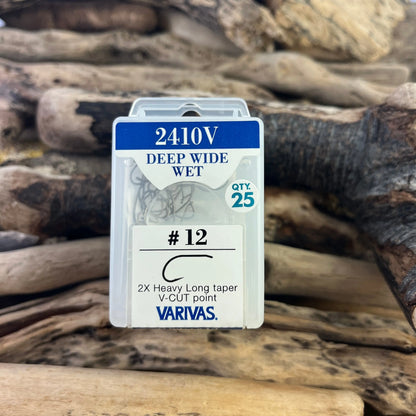 2410V
DEEP WIDE
WET
QTY.
25
# 12
2X Heavy Long taper
V-CUT point
VARIVAS.